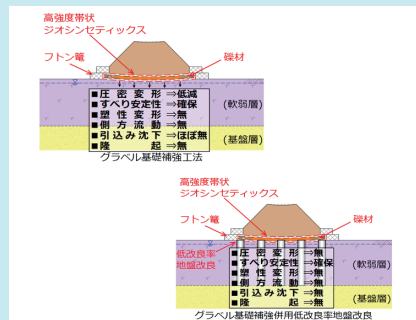 高強度帯状
ジオシンセティックス
フトン篭
礫材
■圧密変形⇒低減
■すべり安定性⇒確保
■塑性変形⇒無
■側方流動⇒無
■引込み沈下⇒ほぼ無
■隆起⇒無
(軟弱層)
(基盤層)
グラベル基礎補強工法
高強度帯状
ジオシンセティックス
フトン篭
礫材
低改良率
地盤改良
■圧密変形⇒無
■すべり安定性⇒確保
■塑性変形⇒無
■側方流動⇒無
■引込み沈下⇒無
■隆起⇒無
(軟弱層)
(基盤層)
グラベル基礎補強併用低改良率地盤改良